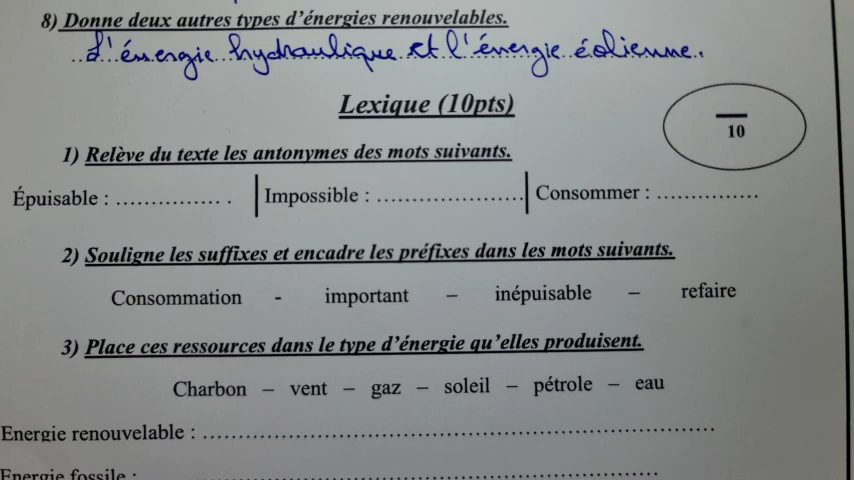 8) Donne deux autres types d'énergies renouvelables.
L'énergie hydraulique et l'énergie éolienne.
Lexique (10pts)
10
1) Relève du texte les antonymes des mots suivants.
Épuisable : ............... . Impossible : ...................... Consommer : ...............
2) Souligne les suffixes et encadre les préfixes dans les mots suivants.
Consommation - important – inépuisable – refaire
3) Place ces ressources dans le type d'énergie qu'elles produisent.
Charbon – vent – gaz – soleil – pétrole – eau
Energie renouvelable : ..........................................................................
Energie fossile : ..........................................................................